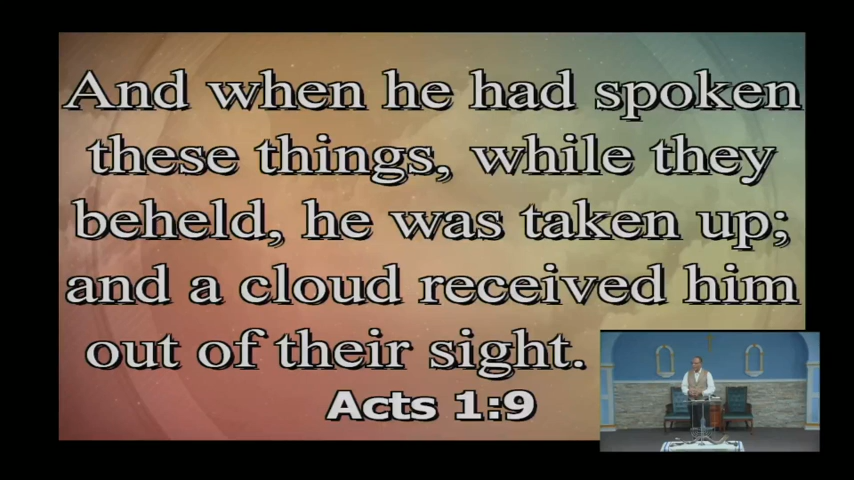 And when he had spoken
these things, while they
beheld, he was taken up;
and a cloud received him
out of their sight.
Acts 1:9